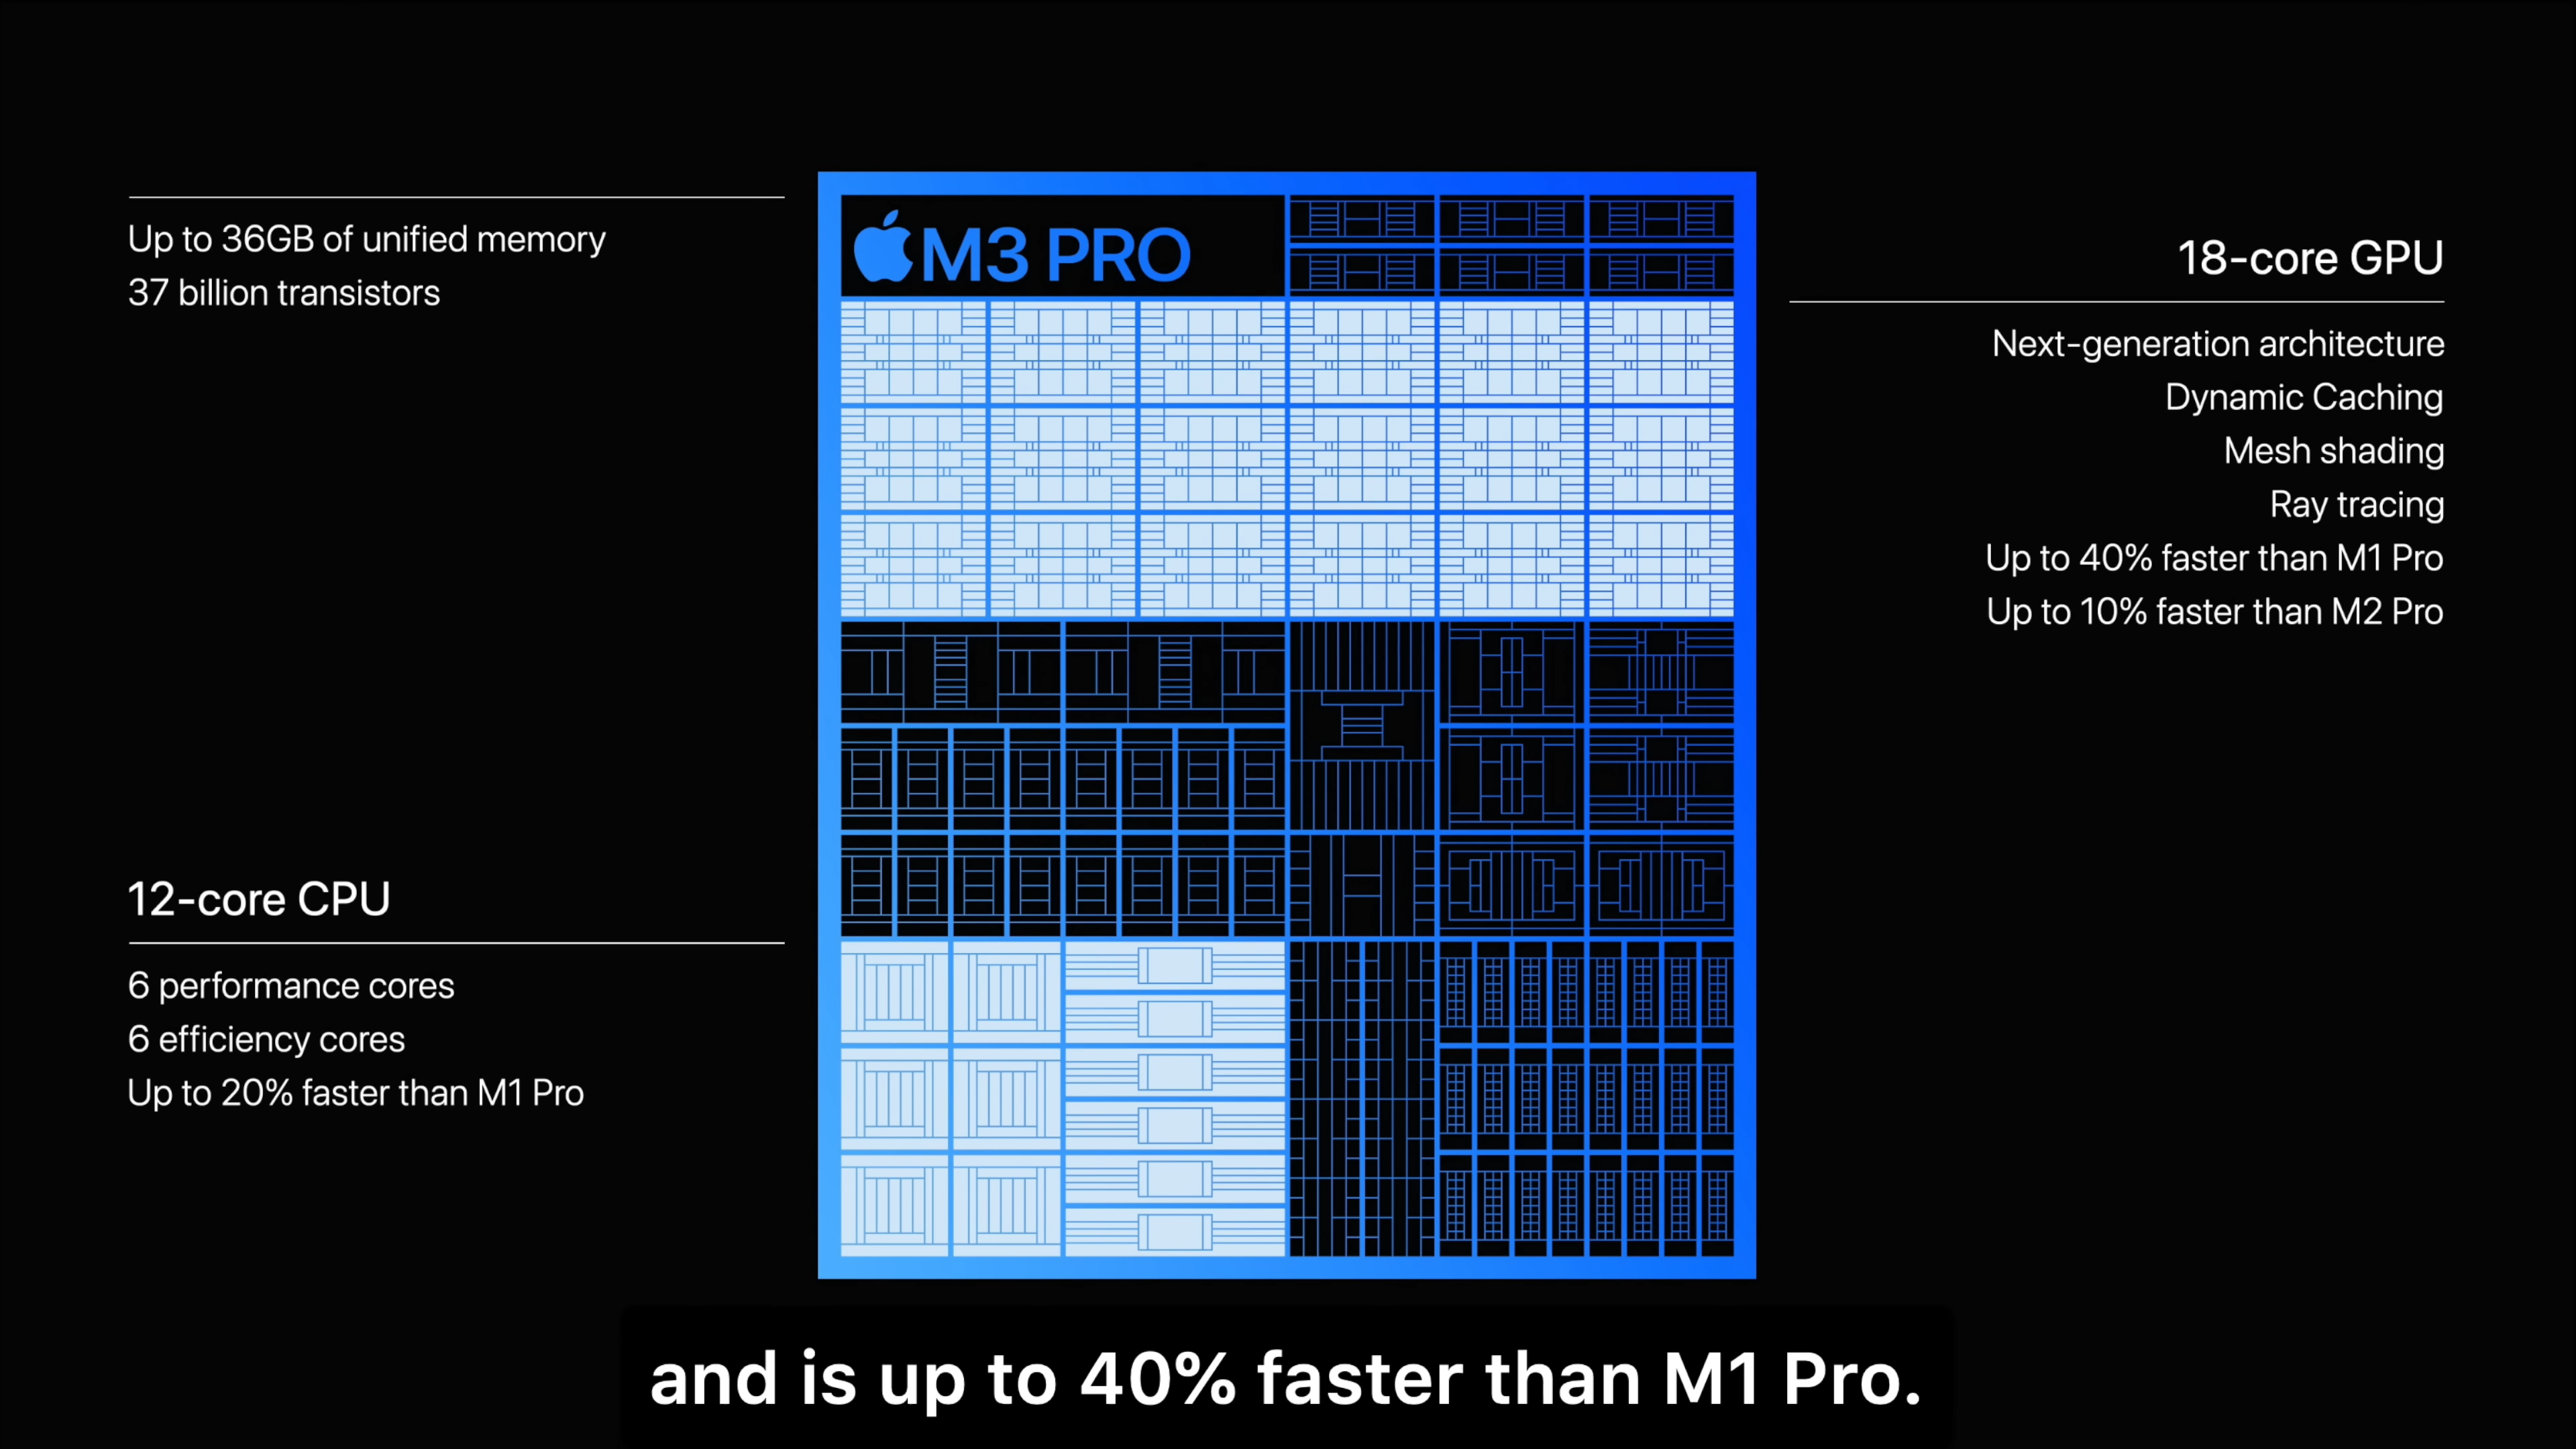 Up to 36GB of unified memory
37 billion transistors
M3 PRO
18-core GPU
Next-generation architecture
Dynamic Caching
Mesh shading
Ray tracing
Up to 40% faster than M1 Pro
Up to 10% faster than M2 Pro
12-core CPU
6 performance cores
6 efficiency cores
Up to 20% faster than M1 Pro
and is up to 40% faster than M1 Pro.